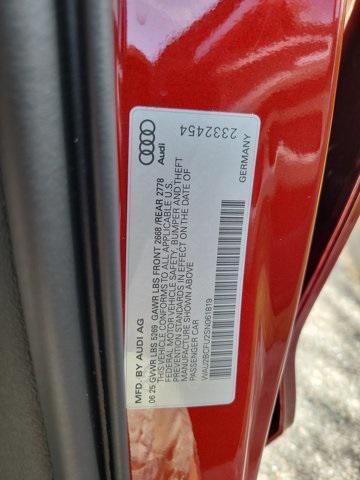 MFD. BY AUDI AG
06 25 GVWR LBS 5269 GAWR LBS FRONT 2668 /REAR 2778
THIS VEHICLE CONFORMS TO ALL APPLICABLE U.S.
FEDERAL MOTOR VEHICLE SAFETY, BUMPER AND THEFT
PREVENTION STANDARDS IN EFFECT ON THE DATE OF
MANUFACTURE SHOWN ABOVE.
PASSENGER CAR
WAU2BCFU2SN061819
Audi
GERMANY
2332454